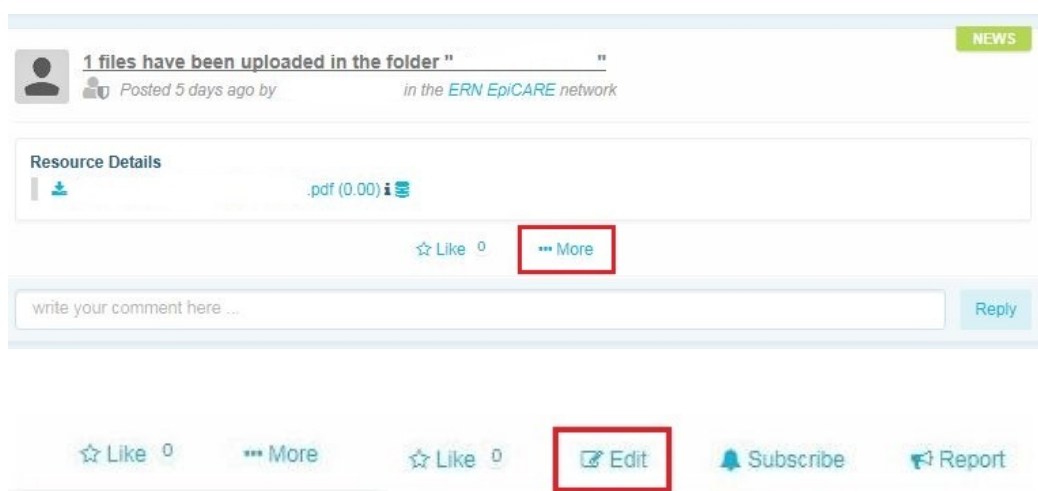 NEWS
1 files have been uploaded in the folder " "
Posted 5 days ago by in the ERN EpiCARE network
Resource Details
.pdf (0.00) i
Like 0 ••• More
write your comment here ...
Reply
Like 0 ••• More Like 0 Edit Subscribe Report